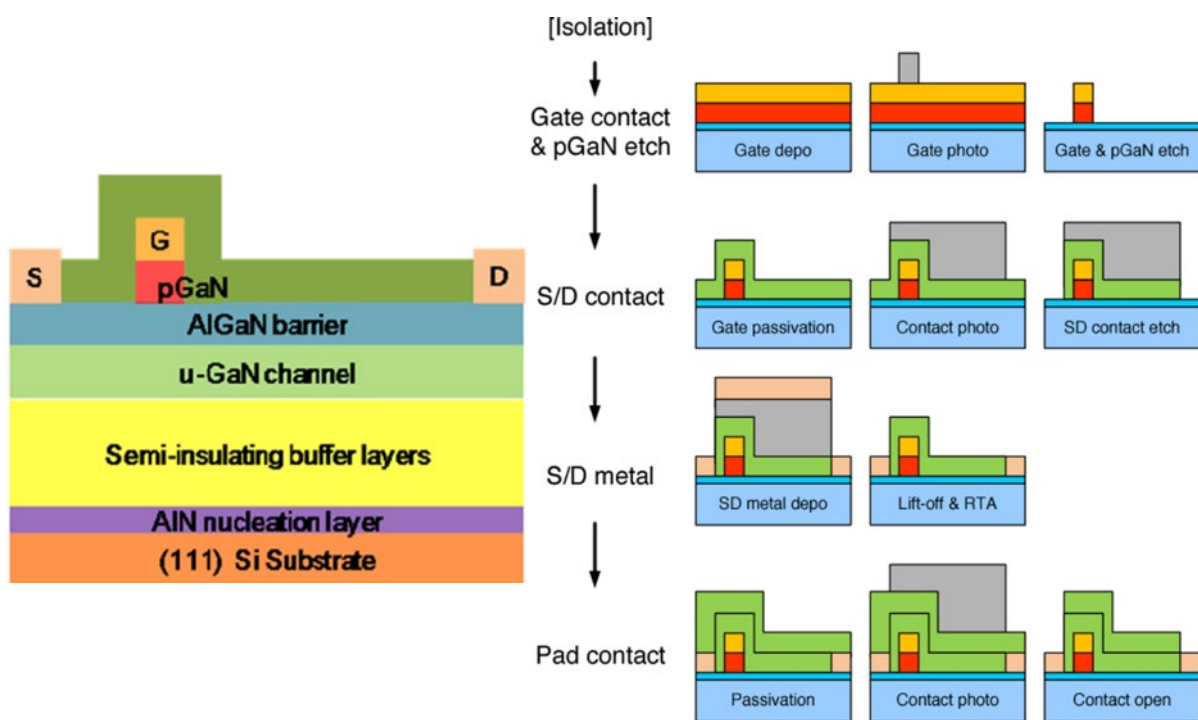 G
S
D
pGaN
AlGaN barrier
u-GaN channel
Semi-insulating buffer layers
AlN nucleation layer
(111) Si Substrate
[Isolation]
Gate contact
& pGaN etch
Gate depo
Gate photo
Gate & pGaN etch
S/D contact
Gate passivation
Contact photo
SD contact etch
S/D metal
SD metal depo
Lift-off & RTA
Pad contact
Passivation
Contact photo
Contact open